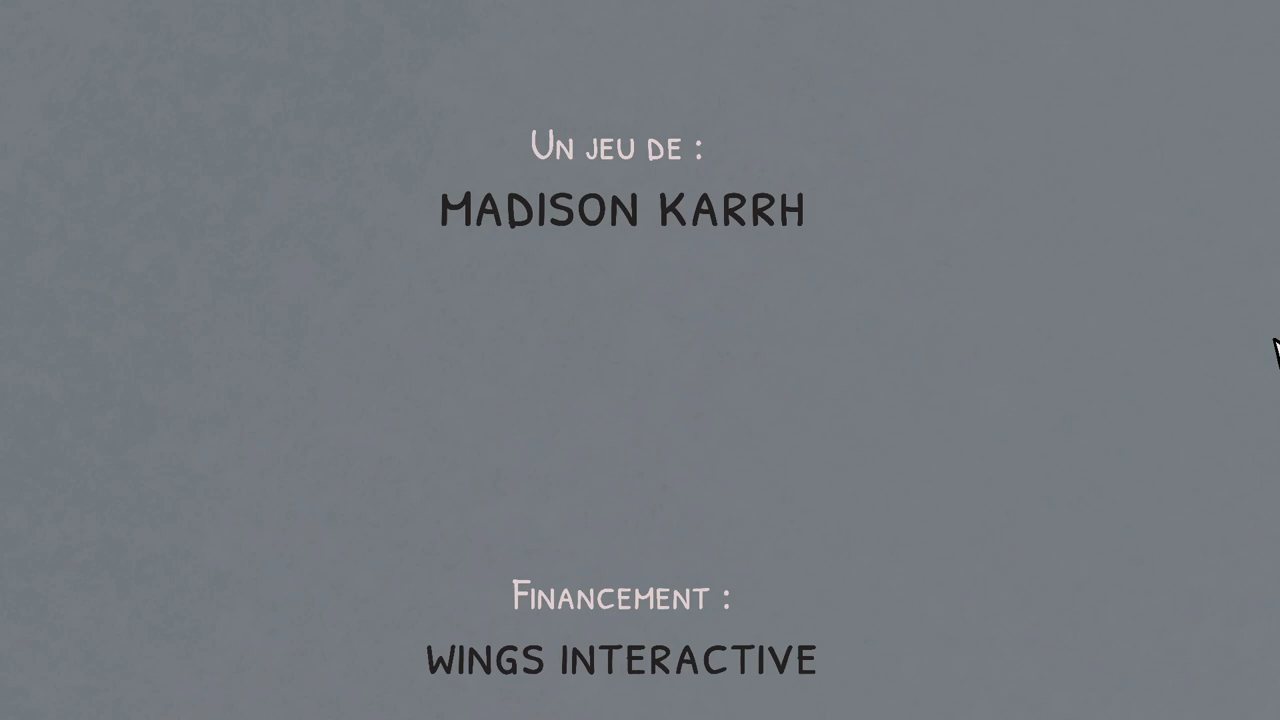 Un jeu de :
MADISON KARRH
Financement :
WINGS INTERACTIVE